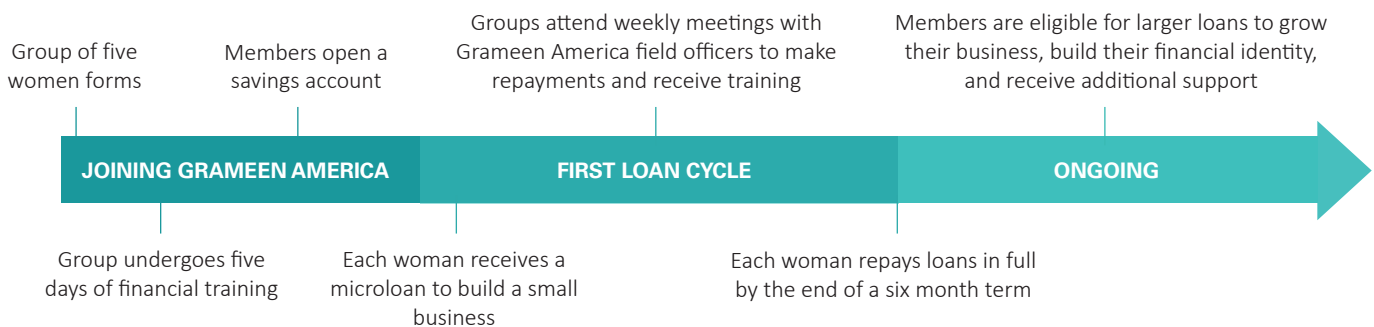 Group of five
women forms
Members open a
savings account
Groups attend weekly meetings with
Grameen America field officers to make
repayments and receive training
Members are eligible for larger loans to grow
their business, build their financial identity,
and receive additional support
JOINING GRAMEEN AMERICA
FIRST LOAN CYCLE
ONGOING
Group undergoes five
days of financial training
Each woman receives a
microloan to build a small
business
Each woman repays loans in full
by the end of a six month term